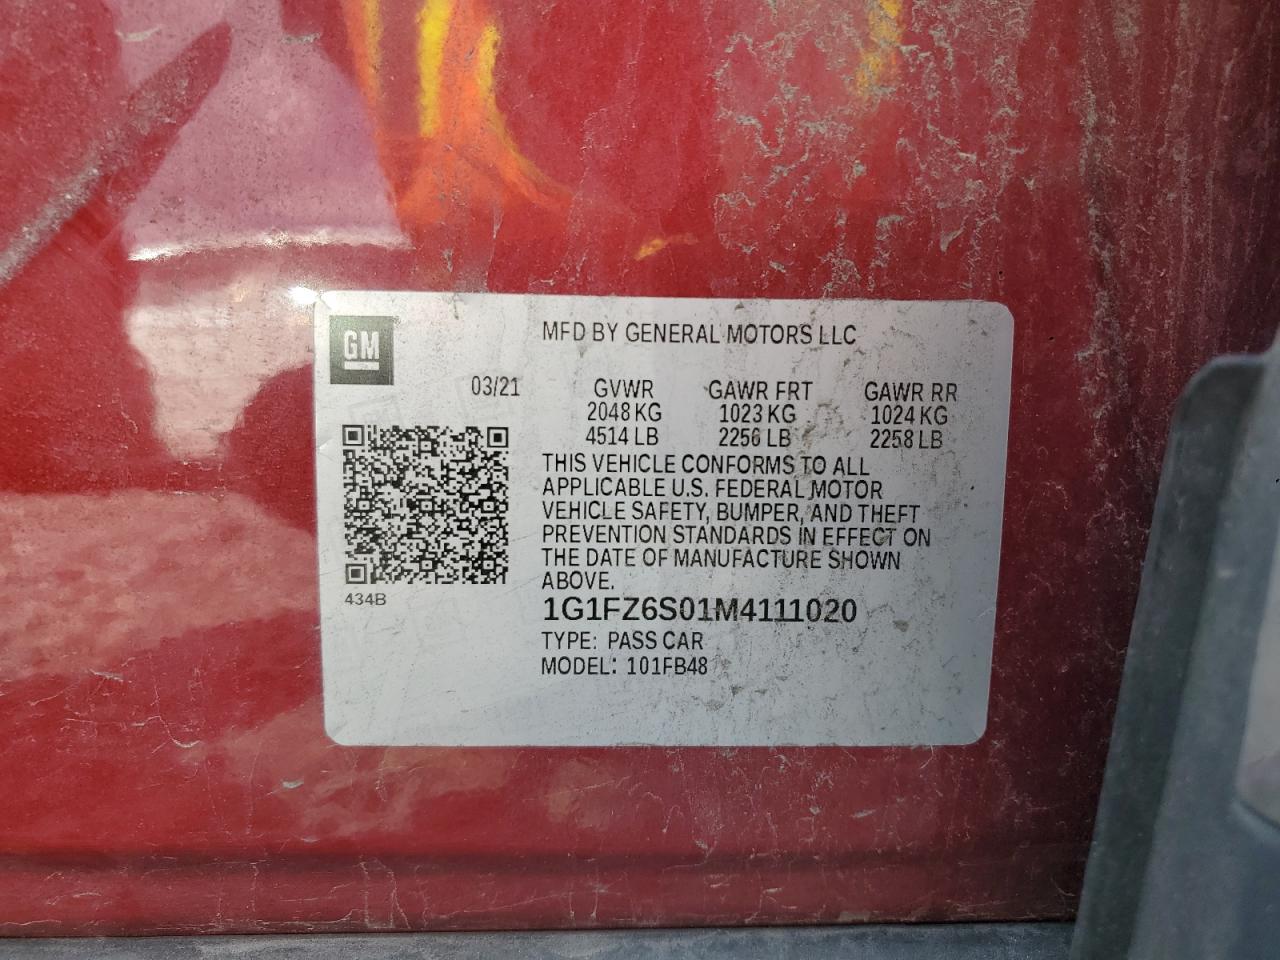 GM
MFD BY GENERAL MOTORS LLC
03/21 GVWR GAWR FRT GAWR RR
2048 KG 1023 KG 1024 KG
4514 LB 2256 LB 2258 LB
THIS VEHICLE CONFORMS TO ALL
APPLICABLE U.S. FEDERAL MOTOR
VEHICLE SAFETY, BUMPER, AND THEFT
PREVENTION STANDARDS IN EFFECT ON
THE DATE OF MANUFACTURE SHOWN
ABOVE.
434B
1G1FZ6S01M4111020
TYPE: PASS CAR
MODEL: 101FB48